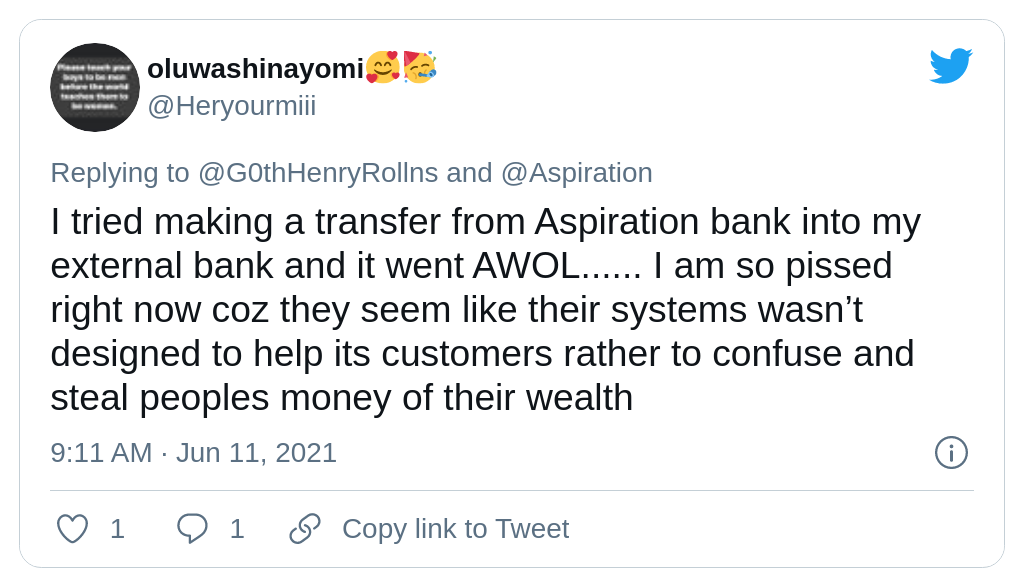 Please teach your
boys to be men
before the world
teaches them to
be women.
oluwashinayomi🥰🥳
@Heryourmiii
Replying to @G0thHenryRollns and @Aspiration
I tried making a transfer from Aspiration bank into my
external bank and it went AWOL...... I am so pissed
right now coz they seem like their systems wasn’t
designed to help its customers rather to confuse and
steal peoples money of their wealth
9:11 AM · Jun 11, 2021
1 1 Copy link to Tweet